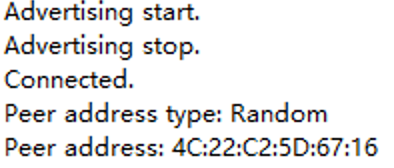 Advertising start.
Advertising stop.
Connected.
Peer address type: Random
Peer address: 4C:22:C2:5D:67:16